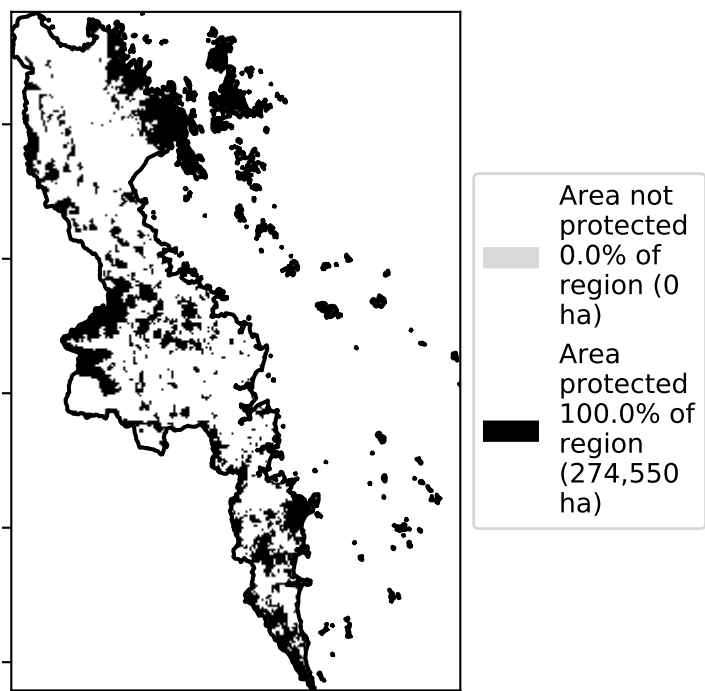 Area not
protected
0.0% of
region (0
ha)
Area
protected
100.0% of
region
(274,550
ha)